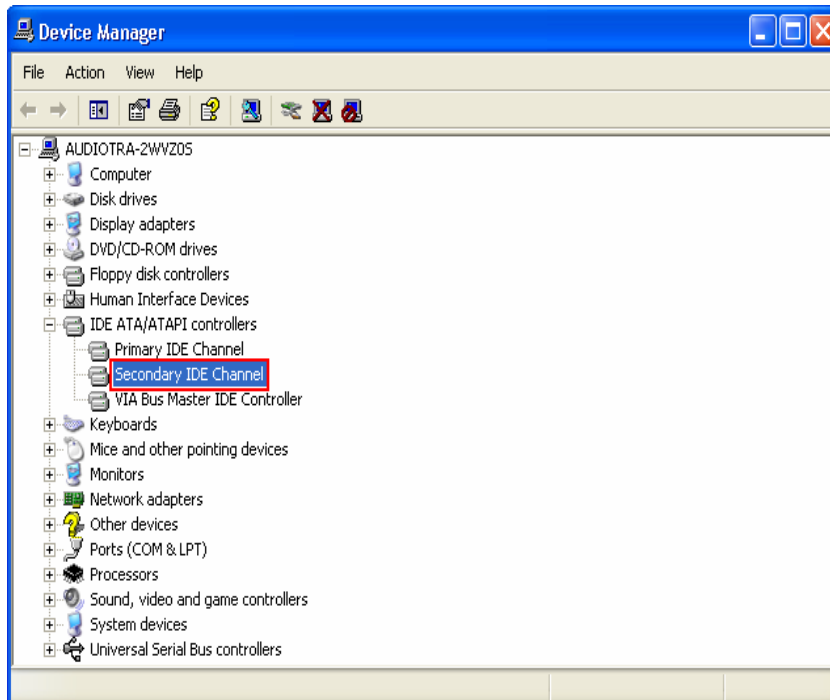 Device Manager
File Action View Help
AUDIOTRA-2WVZ05
Computer
Disk drives
Display adapters
DVD/CD-ROM drives
Floppy disk controllers
Human Interface Devices
IDE ATA/ATAPI controllers
Primary IDE Channel
Secondary IDE Channel
VIA Bus Master IDE Controller
Keyboards
Mice and other pointing devices
Monitors
Network adapters
Other devices
Ports (COM & LPT)
Processors
Sound, video and game controllers
System devices
Universal Serial Bus controllers